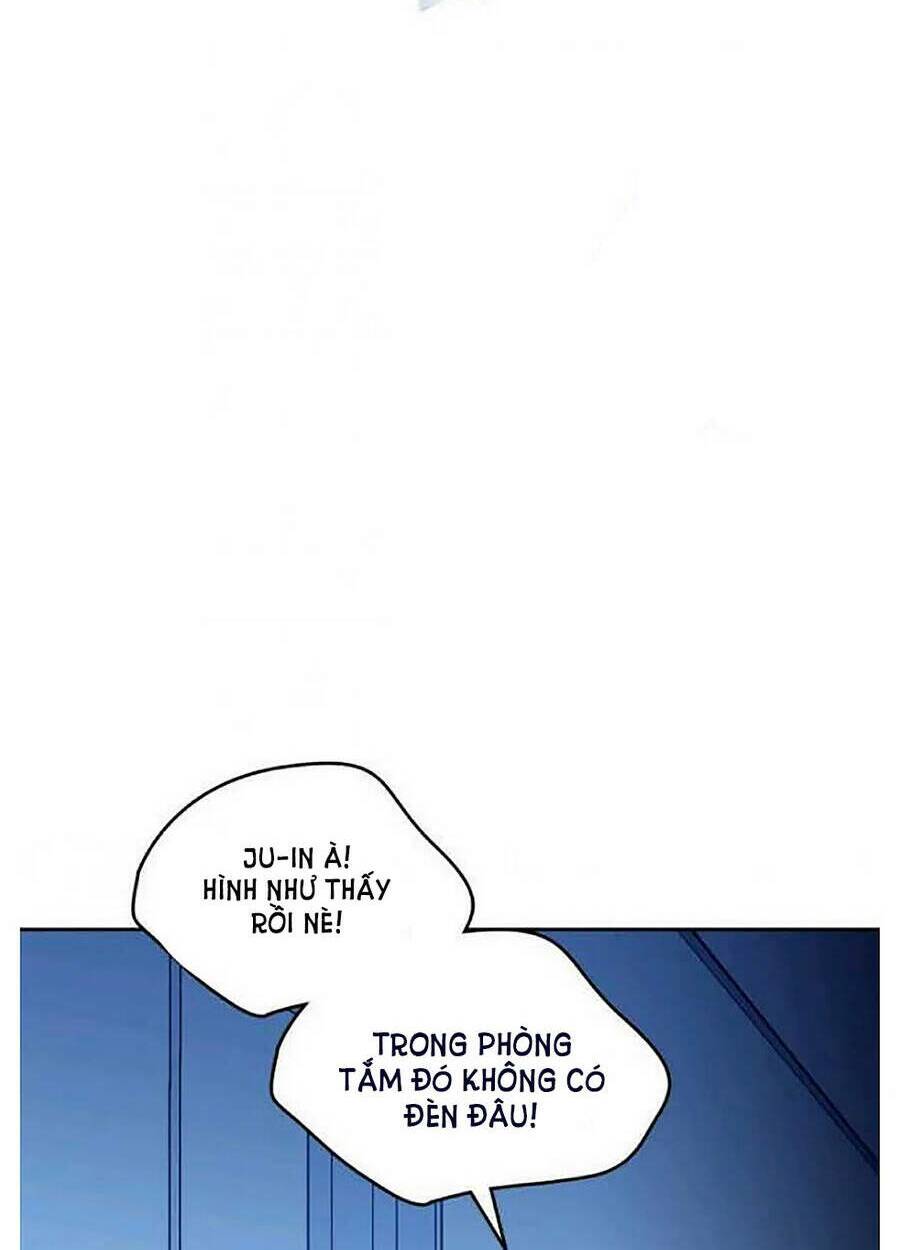 JU-IN À!
HÌNH NHƯ THẤY
RỒI NÈ!
TRONG PHÒNG
TẮM ĐÓ KHÔNG CÓ
ĐÈN ĐÂU!